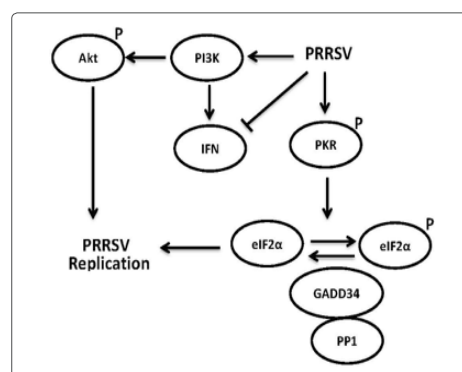 P
Akt
PI3K
PRRSV
IFN
P
PKR
PRRSV
Replication
eIF2α
P
eIF2α
GADD34
PP1